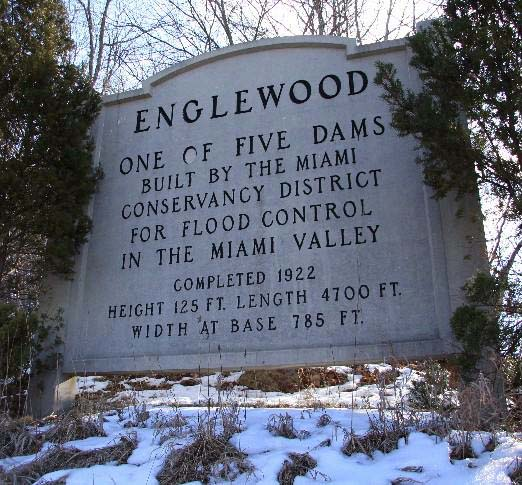 ENGLEWOOD
ONE OF FIVE DAMS
BUILT BY THE MIAMI
CONSERVANCY DISTRICT
FOR FLOOD CONTROL
IN THE MIAMI VALLEY
COMPLETED 1922
HEIGHT 125 FT. LENGTH 4700 FT.
WIDTH AT BASE 785 FT.